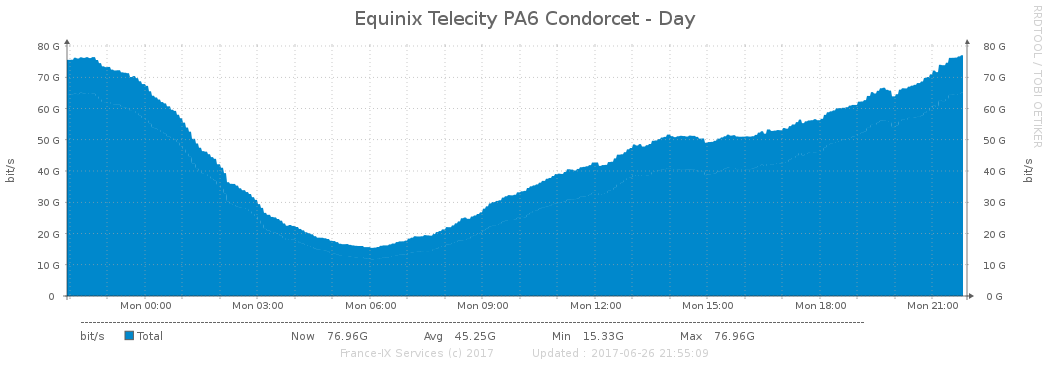 Equinix Telecity PA6 Condorcet - Day
RRDTOOL / TOBI OETIKER
bit/s
80 G 80 G
70 G 70 G
60 G 60 G
50 G 50 G
40 G 40 G
30 G 30 G
20 G 20 G
10 G 10 G
0 0 G
bit/s
Mon 00:00 Mon 03:00 Mon 06:00 Mon 09:00 Mon 12:00 Mon 15:00 Mon 18:00 Mon 21:00
bit/s Total Now 76.96G Avg 45.25G Min 15.33G Max 76.96G
France-IX Services (c) 2017 Updated : 2017-06-26 21:55:09